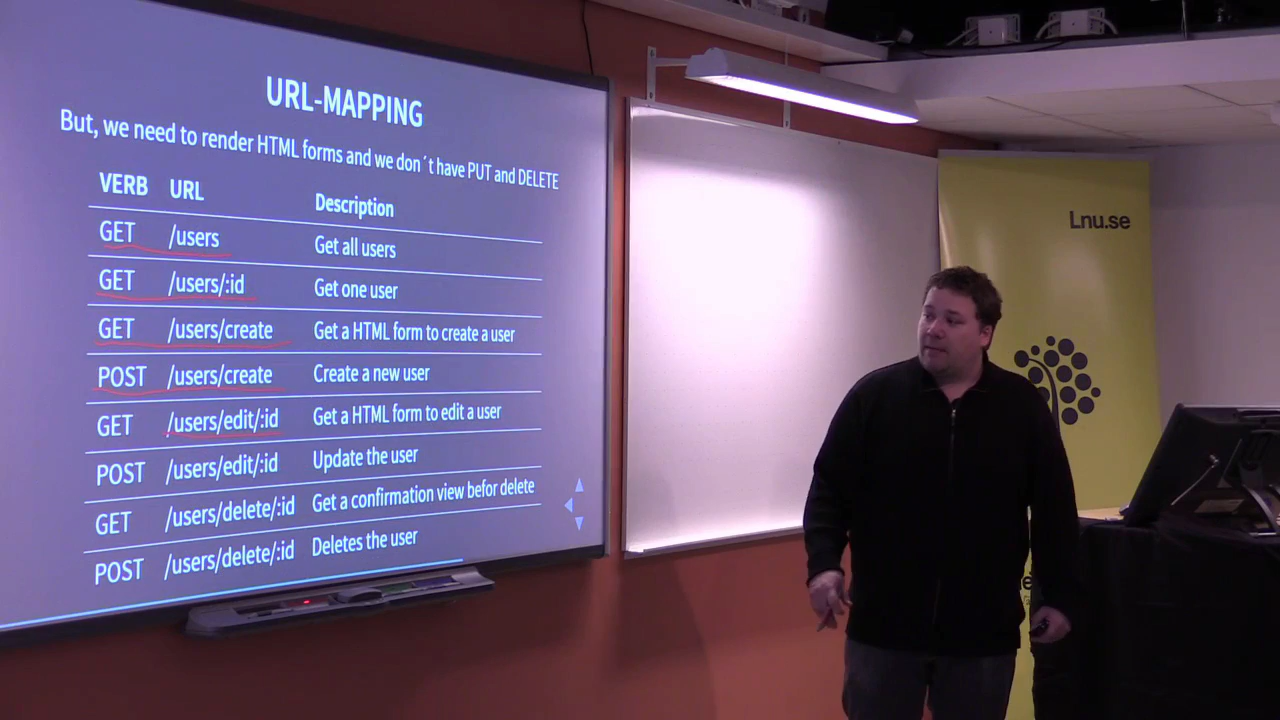 URL-MAPPING
But, we need to render HTML forms and we don´t have PUT and DELETE
VERB URL Description
GET /users Get all users
GET /users/:id Get one user
GET /users/create Get a HTML form to create a user
POST /users/create Create a new user
GET /users/edit/:id Get a HTML form to edit a user
POST /users/edit/:id Update the user
GET /users/delete/:id Get a confirmation view befor delete
POST /users/delete/:id Deletes the user
Lnu.se